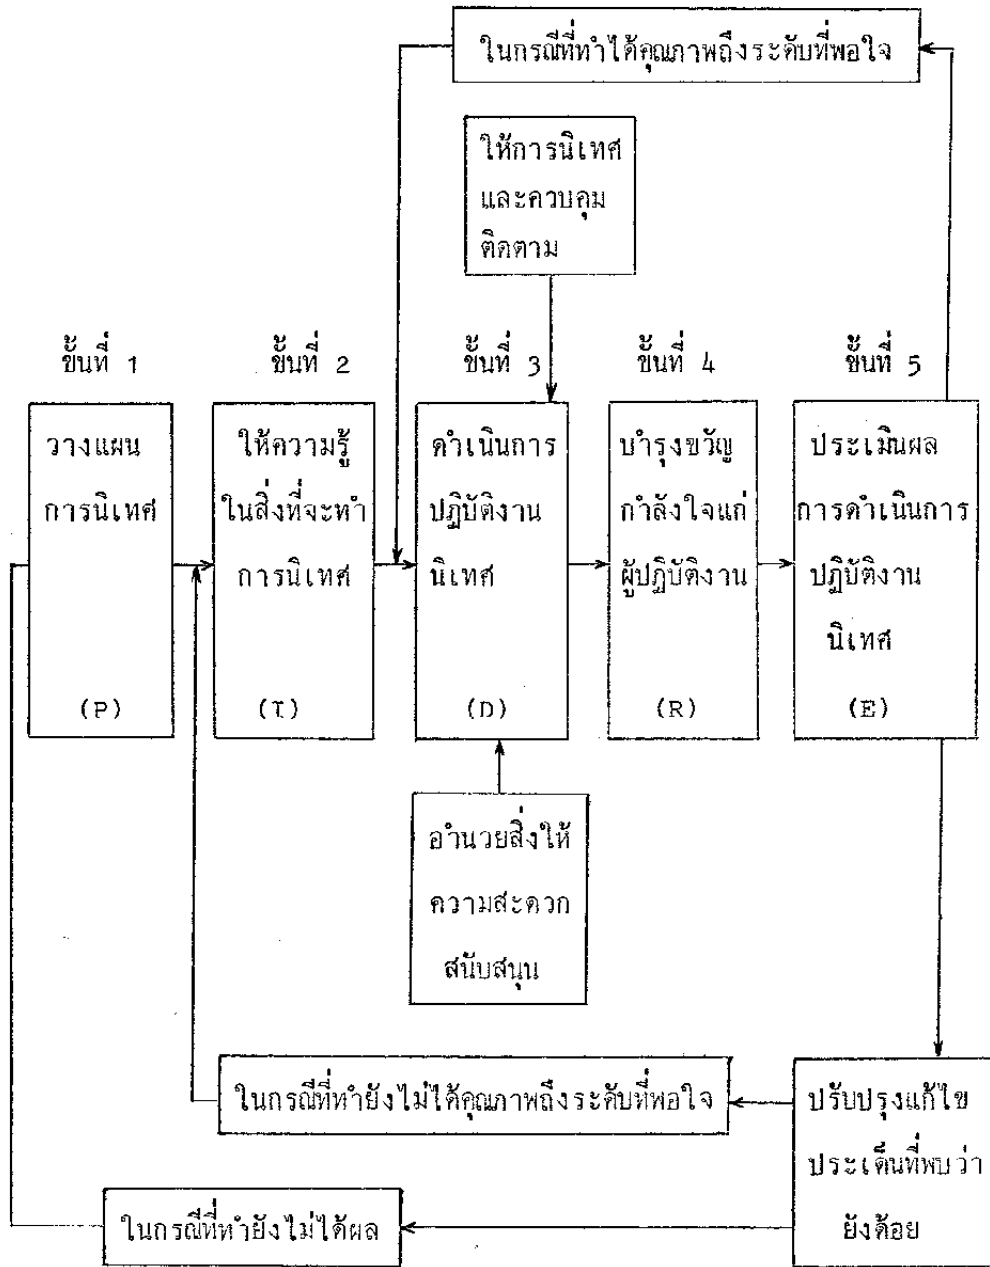 ในกรณีที่ทำได้คุณภาพถึงระดับที่พอใจ
ให้การนิเทศ
และควบคุม
ติดตาม
ขั้นที่ 1
ขั้นที่ 2
ขั้นที่ 3
ขั้นที่ 4
ขั้นที่ 5
วางแผน
การนิเทศ
(P)
ให้ความรู้
ในสิ่งที่จะทำ
การนิเทศ
(I)
ดำเนินการ
ปฏิบัติงาน
นิเทศ
(D)
บำรุงขวัญ
กำลังใจแก่
ผู้ปฏิบัติงาน
(R)
ประเมินผล
การดำเนินการ
ปฏิบัติงาน
นิเทศ
(E)
อำนวยสิ่งให้
ความสะดวก
สนับสนุน
ในกรณีที่ทำยังไม่ได้คุณภาพถึงระดับที่พอใจ
ปรับปรุงแก้ไข
ประเด็นที่พบว่า
ยังด้อย
ในกรณีที่ทำยังไม่ได้ผล